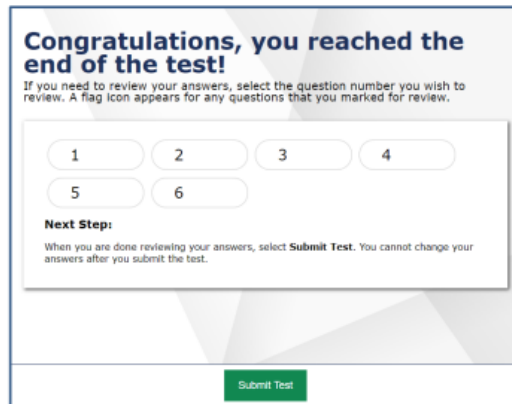 Congratulations, you reached the
end of the test!
If you need to review your answers, select the question number you wish to
review. A flag icon appears for any questions that you marked for review.
1 2 3 4
5 6
Next Step:
When you are done reviewing your answers, select Submit Test. You cannot change your
answers after you submit the test.
Submit Test